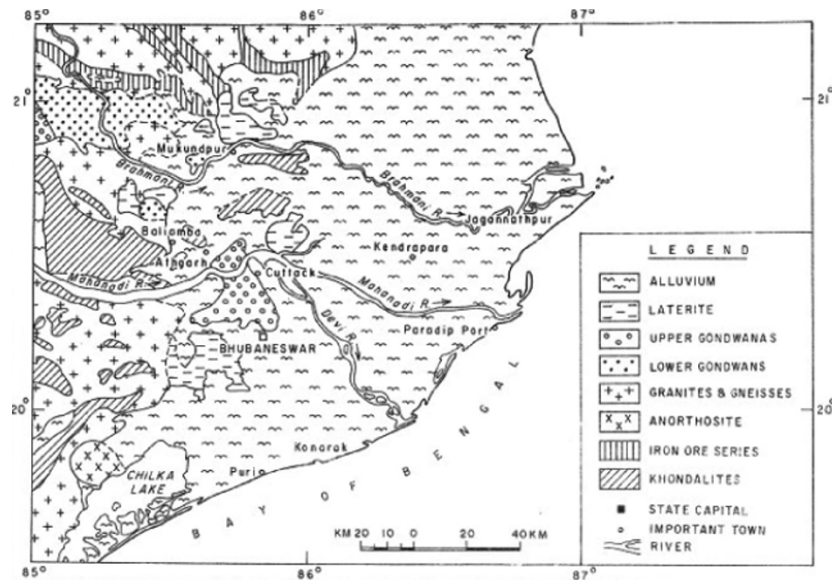 85°
86°
87°
21°
21°
Mukundpur
Brahmani R.
Brahmani R.
Jagannathpur
Baliamba
Kendrapara
Athgarh
Cuttack
Mahanadi R.
Mahanadi R.
Devi R.
Paradip Port
BHUBANESWAR
20°
20°
Konarak
Puri
CHILKA
LAKE
BAY OF BENGAL
LEGEND
ALLUVIUM
LATERITE
UPPER GONDWANAS
LOWER GONDWANS
GRANITES & GNEISSES
ANORTHOSITE
IRON ORE SERIES
KHONDALITES
STATE CAPITAL
IMPORTANT TOWN
RIVER
KM 20 10 0 20 40 KM
85°
86°
87°